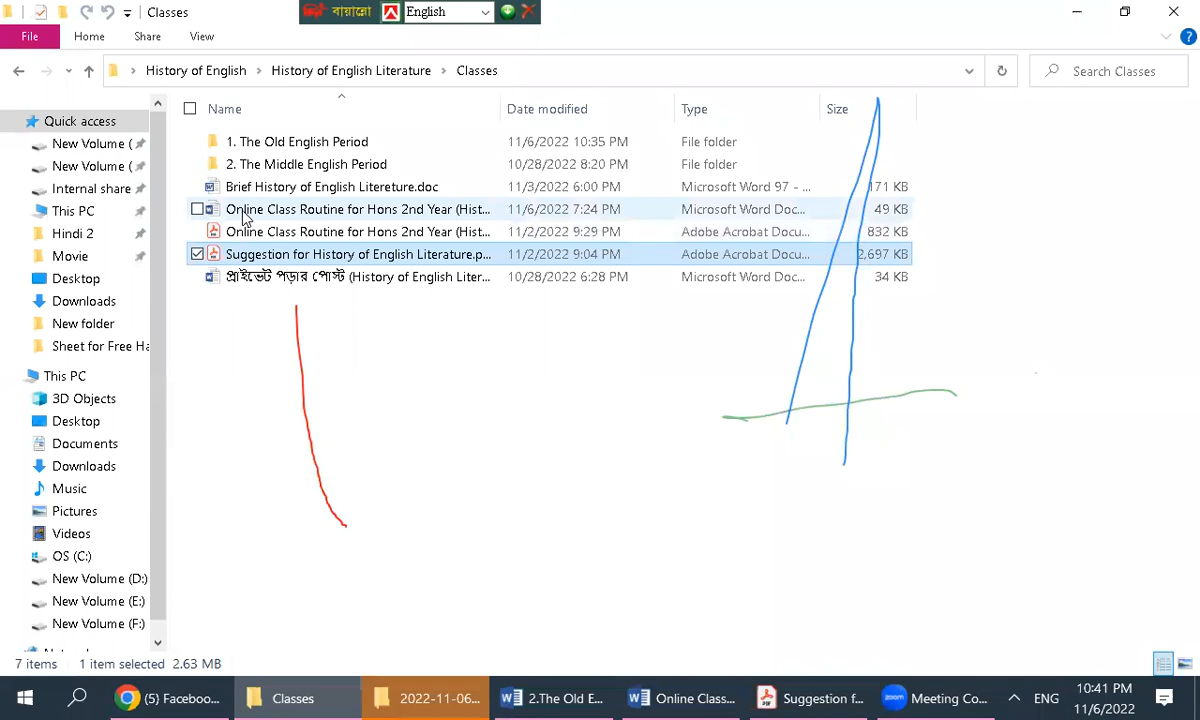 Classes
বায়ান্নো English
File Home Share View
History of English > History of English Literature > Classes
Search Classes
Name Date modified Type Size
1. The Old English Period 11/6/2022 10:35 PM File folder
2. The Middle English Period 10/28/2022 8:20 PM File folder
Brief History of English Litereture.doc 11/3/2022 6:00 PM Microsoft Word 97 - ... 171 KB
Online Class Routine for Hons 2nd Year (Hist... 11/6/2022 7:24 PM Microsoft Word Doc... 49 KB
Online Class Routine for Hons 2nd Year (Hist... 11/2/2022 9:29 PM Adobe Acrobat Docu... 832 KB
Suggestion for History of English Literature.p... 11/2/2022 9:04 PM Adobe Acrobat Docu... 2,697 KB
প্রাইভেট পড়ার পোস্ট (History of English Liter... 10/28/2022 6:28 PM Microsoft Word Doc... 34 KB
Quick access
New Volume (
New Volume (
Internal share
This PC
Hindi 2
Movie
Desktop
Downloads
New folder
Sheet for Free Ha
This PC
3D Objects
Desktop
Documents
Downloads
Music
Pictures
Videos
OS (C:)
New Volume (D:)
New Volume (E:)
New Volume (F:)
7 items 1 item selected 2.63 MB
(5) Faceboo... Classes 2022-11-06... 2.The Old E... Online Class... Suggestion f... zoom Meeting Co... ENG 10:41 PM
11/6/2022